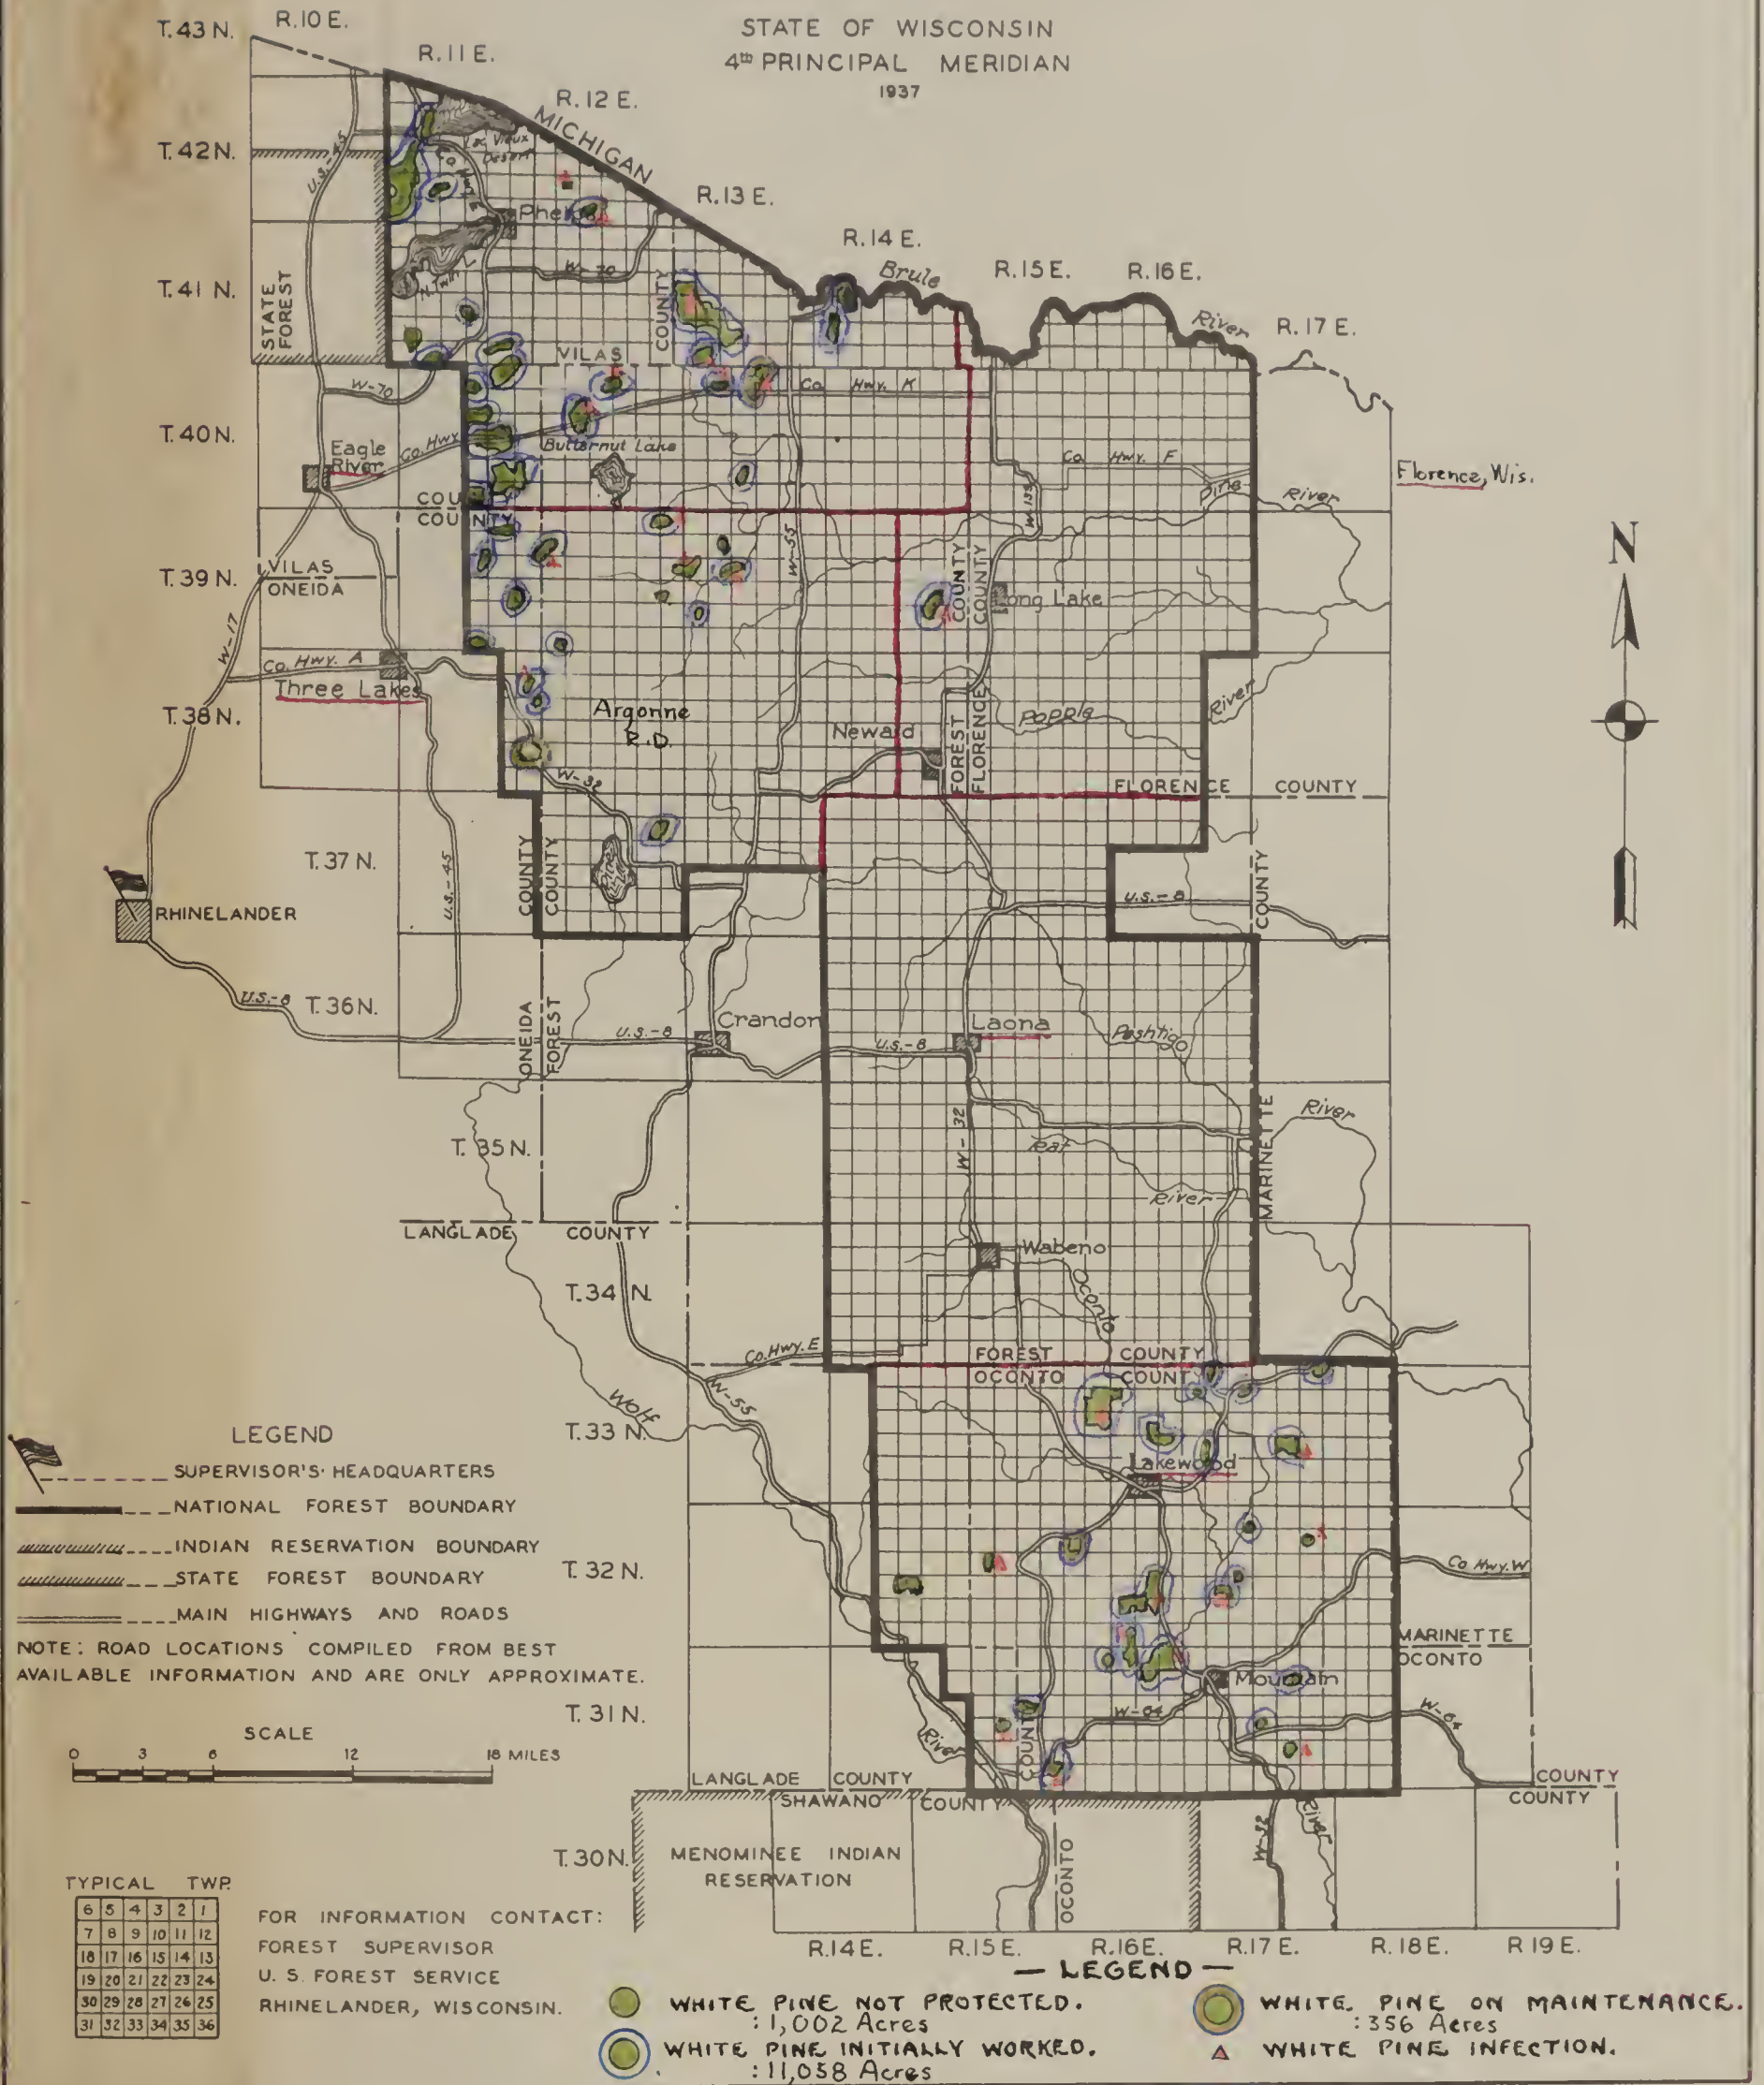 STATE OF WISCONSIN
4th PRINCIPAL MERIDIAN
1937
T.43 N.
R.10 E.
R.11 E.
R.12 E.
MICHIGAN
T.42 N.
U.S.-45
Lac Vieux
Desert
Co. Hwy. E
Phelps
R.13 E.
R.14 E.
Brule
R.15 E.
R.16 E.
River
R.17 E.
T.41 N.
STATE
FOREST
N. Twin L.
W-70
COUNTY
VILAS
W-70
Co. Hwy. K
T.40 N.
Eagle
River
Co. Hwy
Butternut Lake
Co. Hwy. F
Pine
River
Florence, Wis.
COU
COUNTY
W-55
W-139
N
T.39 N.
VILAS
ONEIDA
COUNTY
COUNTY
Long Lake
W-17
Co. Hwy. A
Three Lakes
T.38 N.
Argonne
R.D.
Newald
FOREST
FLORENCE
Popple
River
W-32
FLORENCE COUNTY
T.37 N.
U.S.-45
COUNTY
COUNTY
Pine
U.S.-8
COUNTY
RHINELANDER
U.S.-8
T.36 N.
ONEIDA
FOREST
U.S.-8
Crandon
U.S.-8
Laona
Peshtigo
T.35 N.
W-32
River
River
MARINETTE
LANGLADE COUNTY
Wabeno
Oconto
T.34 N.
Co. Hwy. E
FOREST COUNTY
OCONTO COUNTY
Wolf
W-55
T.33 N.
Lakewood
T.32 N.
Co. Hwy. W
MARINETTE
OCONTO
Mountain
T.31 N.
W-64
W-64
River
COUNT
LANGLADE COUNTY
SHAWANO COUNTY
COUNTY
COUNTY
T.30 N.
MENOMINEE INDIAN
RESERVATION
OCONTO
W-32
River
R.14 E.
R.15 E.
R.16 E.
R.17 E.
R.18 E.
R 19 E.
LEGEND
SUPERVISOR'S HEADQUARTERS
NATIONAL FOREST BOUNDARY
INDIAN RESERVATION BOUNDARY
STATE FOREST BOUNDARY
MAIN HIGHWAYS AND ROADS
NOTE: ROAD LOCATIONS COMPILED FROM BEST
AVAILABLE INFORMATION AND ARE ONLY APPROXIMATE.
SCALE
0 3 6 12 18 MILES
TYPICAL TWP.
6 5 4 3 2 1
7 8 9 10 11 12
18 17 16 15 14 13
19 20 21 22 23 24
30 29 28 27 26 25
31 32 33 34 35 36
FOR INFORMATION CONTACT:
FOREST SUPERVISOR
U. S. FOREST SERVICE
RHINELANDER, WISCONSIN.
— LEGEND —
WHITE PINE NOT PROTECTED.
: 1,002 Acres
WHITE PINE INITIALLY WORKED.
: 11,058 Acres
WHITE PINE ON MAINTENANCE.
: 356 Acres
WHITE PINE INFECTION.